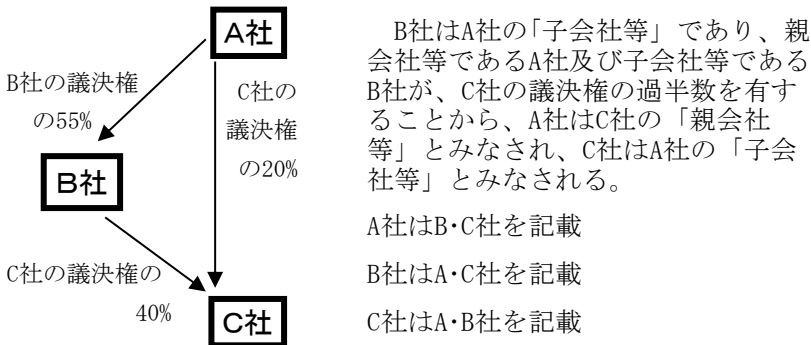 A社
B社の議決権
の55%
C社の
議決権
の20%
B社
C社の議決権の
40%
C社
B社はA社の「子会社等」であり、親
会社等であるA社及び子会社等である
B社が、C社の議決権の過半数を有す
ることから、A社はC社の「親会社
等」とみなされ、C社はA社の「子会
社等」とみなされる。
A社はB･C社を記載
B社はA･C社を記載
C社はA･B社を記載